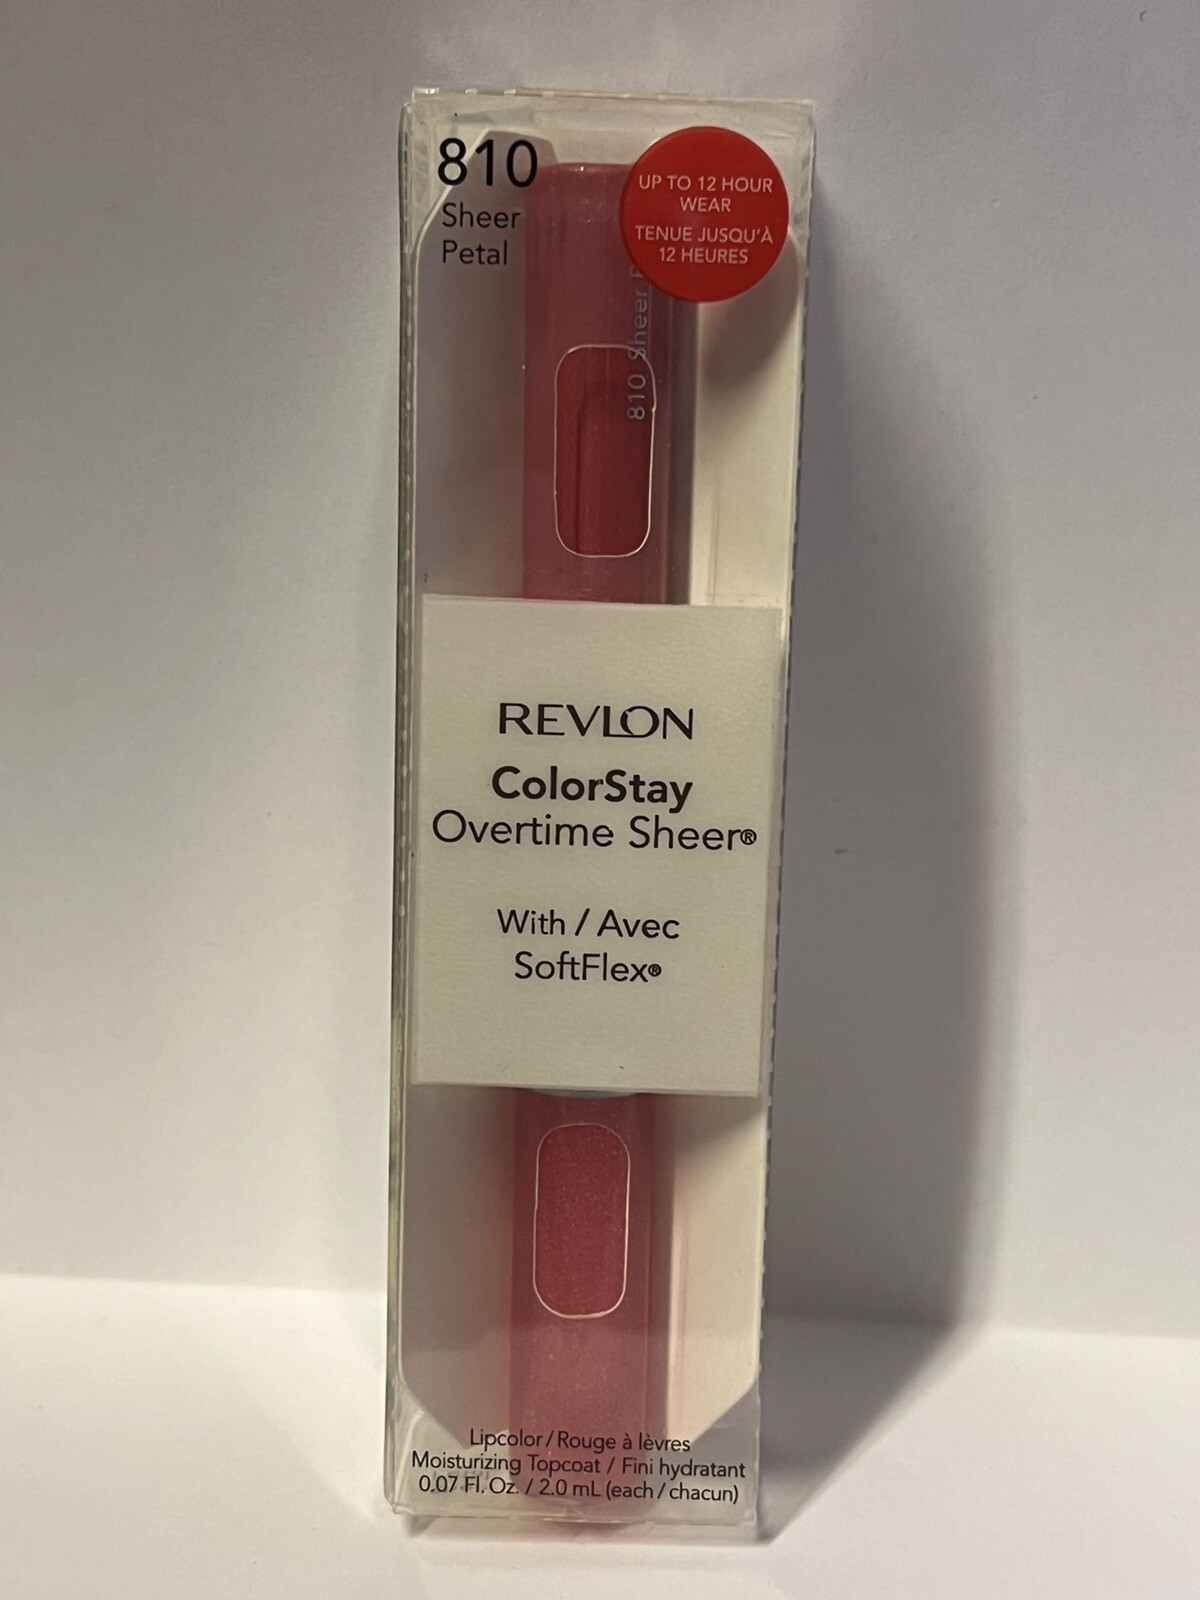 810
Sheer
Petal
UP TO 12 HOUR
WEAR
TENUE JUSQU'À
12 HEURES
810 Sheer
REVLON
ColorStay
Overtime Sheer®
With / Avec
SoftFlex®
Lipcolor / Rouge à lèvres
Moisturizing Topcoat / Fini hydratant
0.07 Fl. Oz. / 2.0 mL (each / chacun)